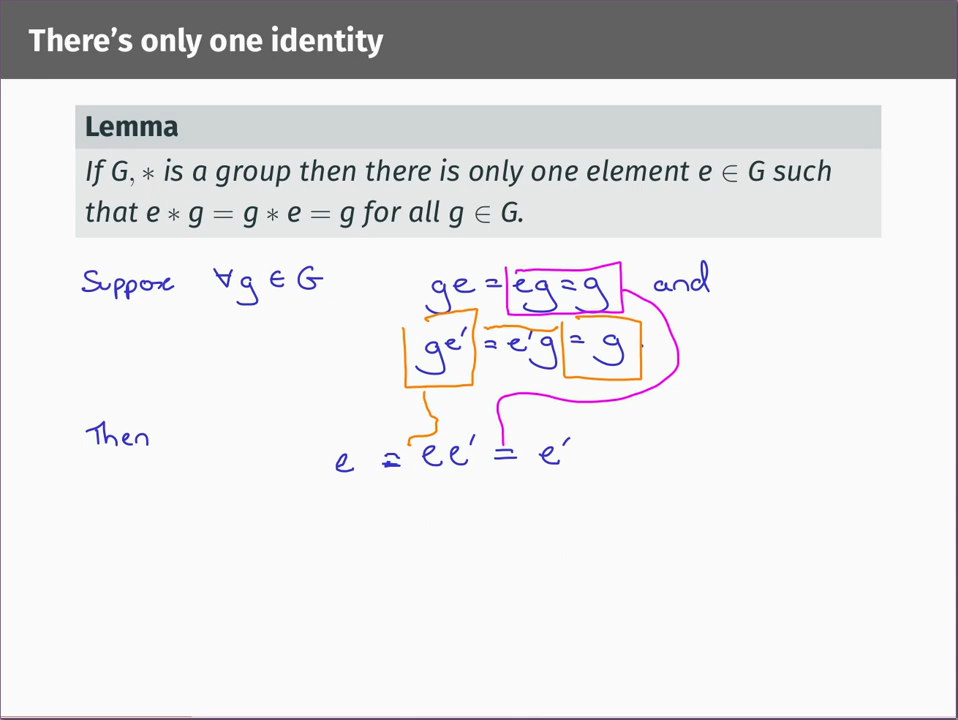 There's only one identity
Lemma
If G, ∗ is a group then there is only one element e ∈ G such
that e ∗ g = g ∗ e = g for all g ∈ G.
Suppose ∀g ∈ G ge = eg = g and
ge′ = e′g = g.
Then
e = ee′ = e′